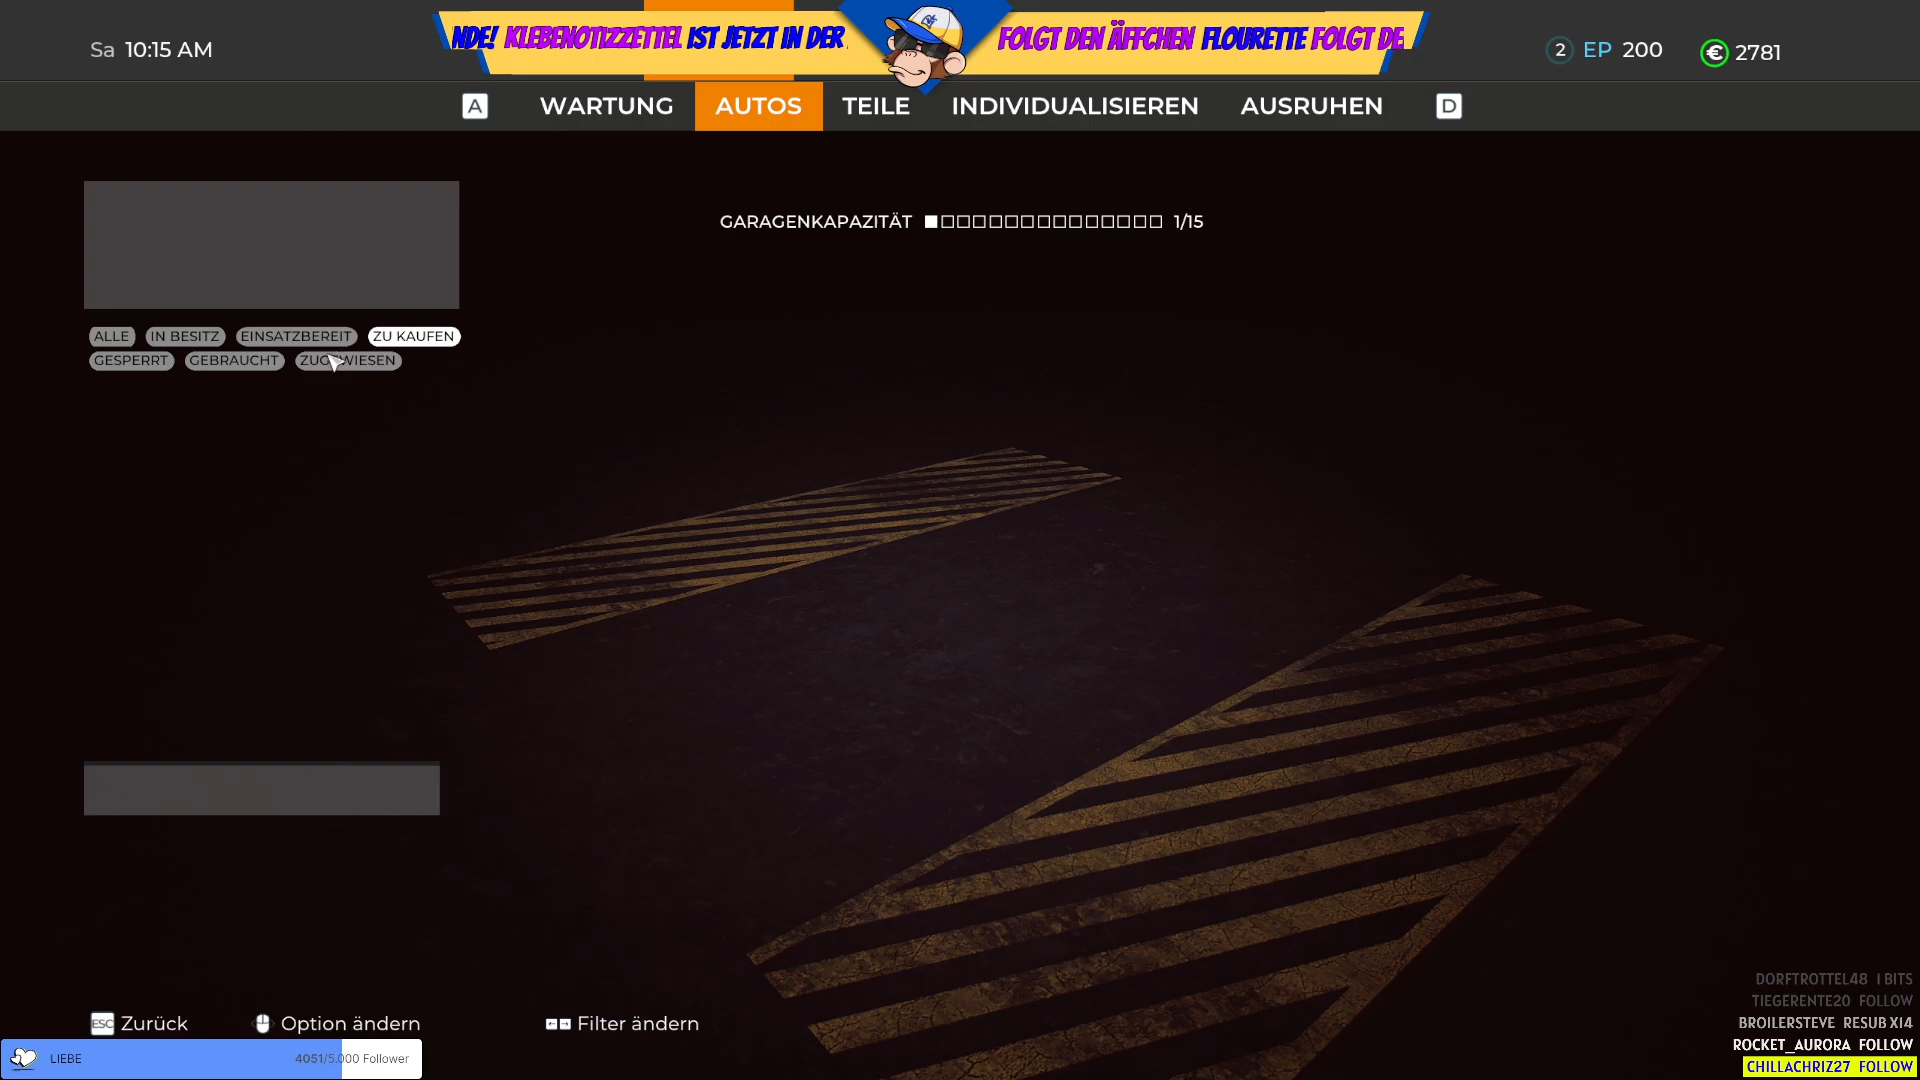 Sa 10:15 AM
NDE! KLEBENOTIZZETTEL IST JETZT IN DER
FOLGT DEN ÄFFCHEN FLOURETTE FOLGT DE
2 EP 200
€ 2781
A WARTUNG AUTOS TEILE INDIVIDUALISIEREN AUSRUHEN D
GARAGENKAPAZITÄT 1/15
ALLE IN BESITZ EINSATZBEREIT ZU KAUFEN
GESPERRT GEBRAUCHT ZUGEWIESEN
DORFTROTTEL48 1 BITS
TIEGERENTE20 FOLLOW
BROILERSTEVE RESUB X14
ROCKET_AURORA FOLLOW
CHILLACHRIZ27 FOLLOW
ESC Zurück Option ändern Filter ändern
LIEBE 4051/5.000 Follower